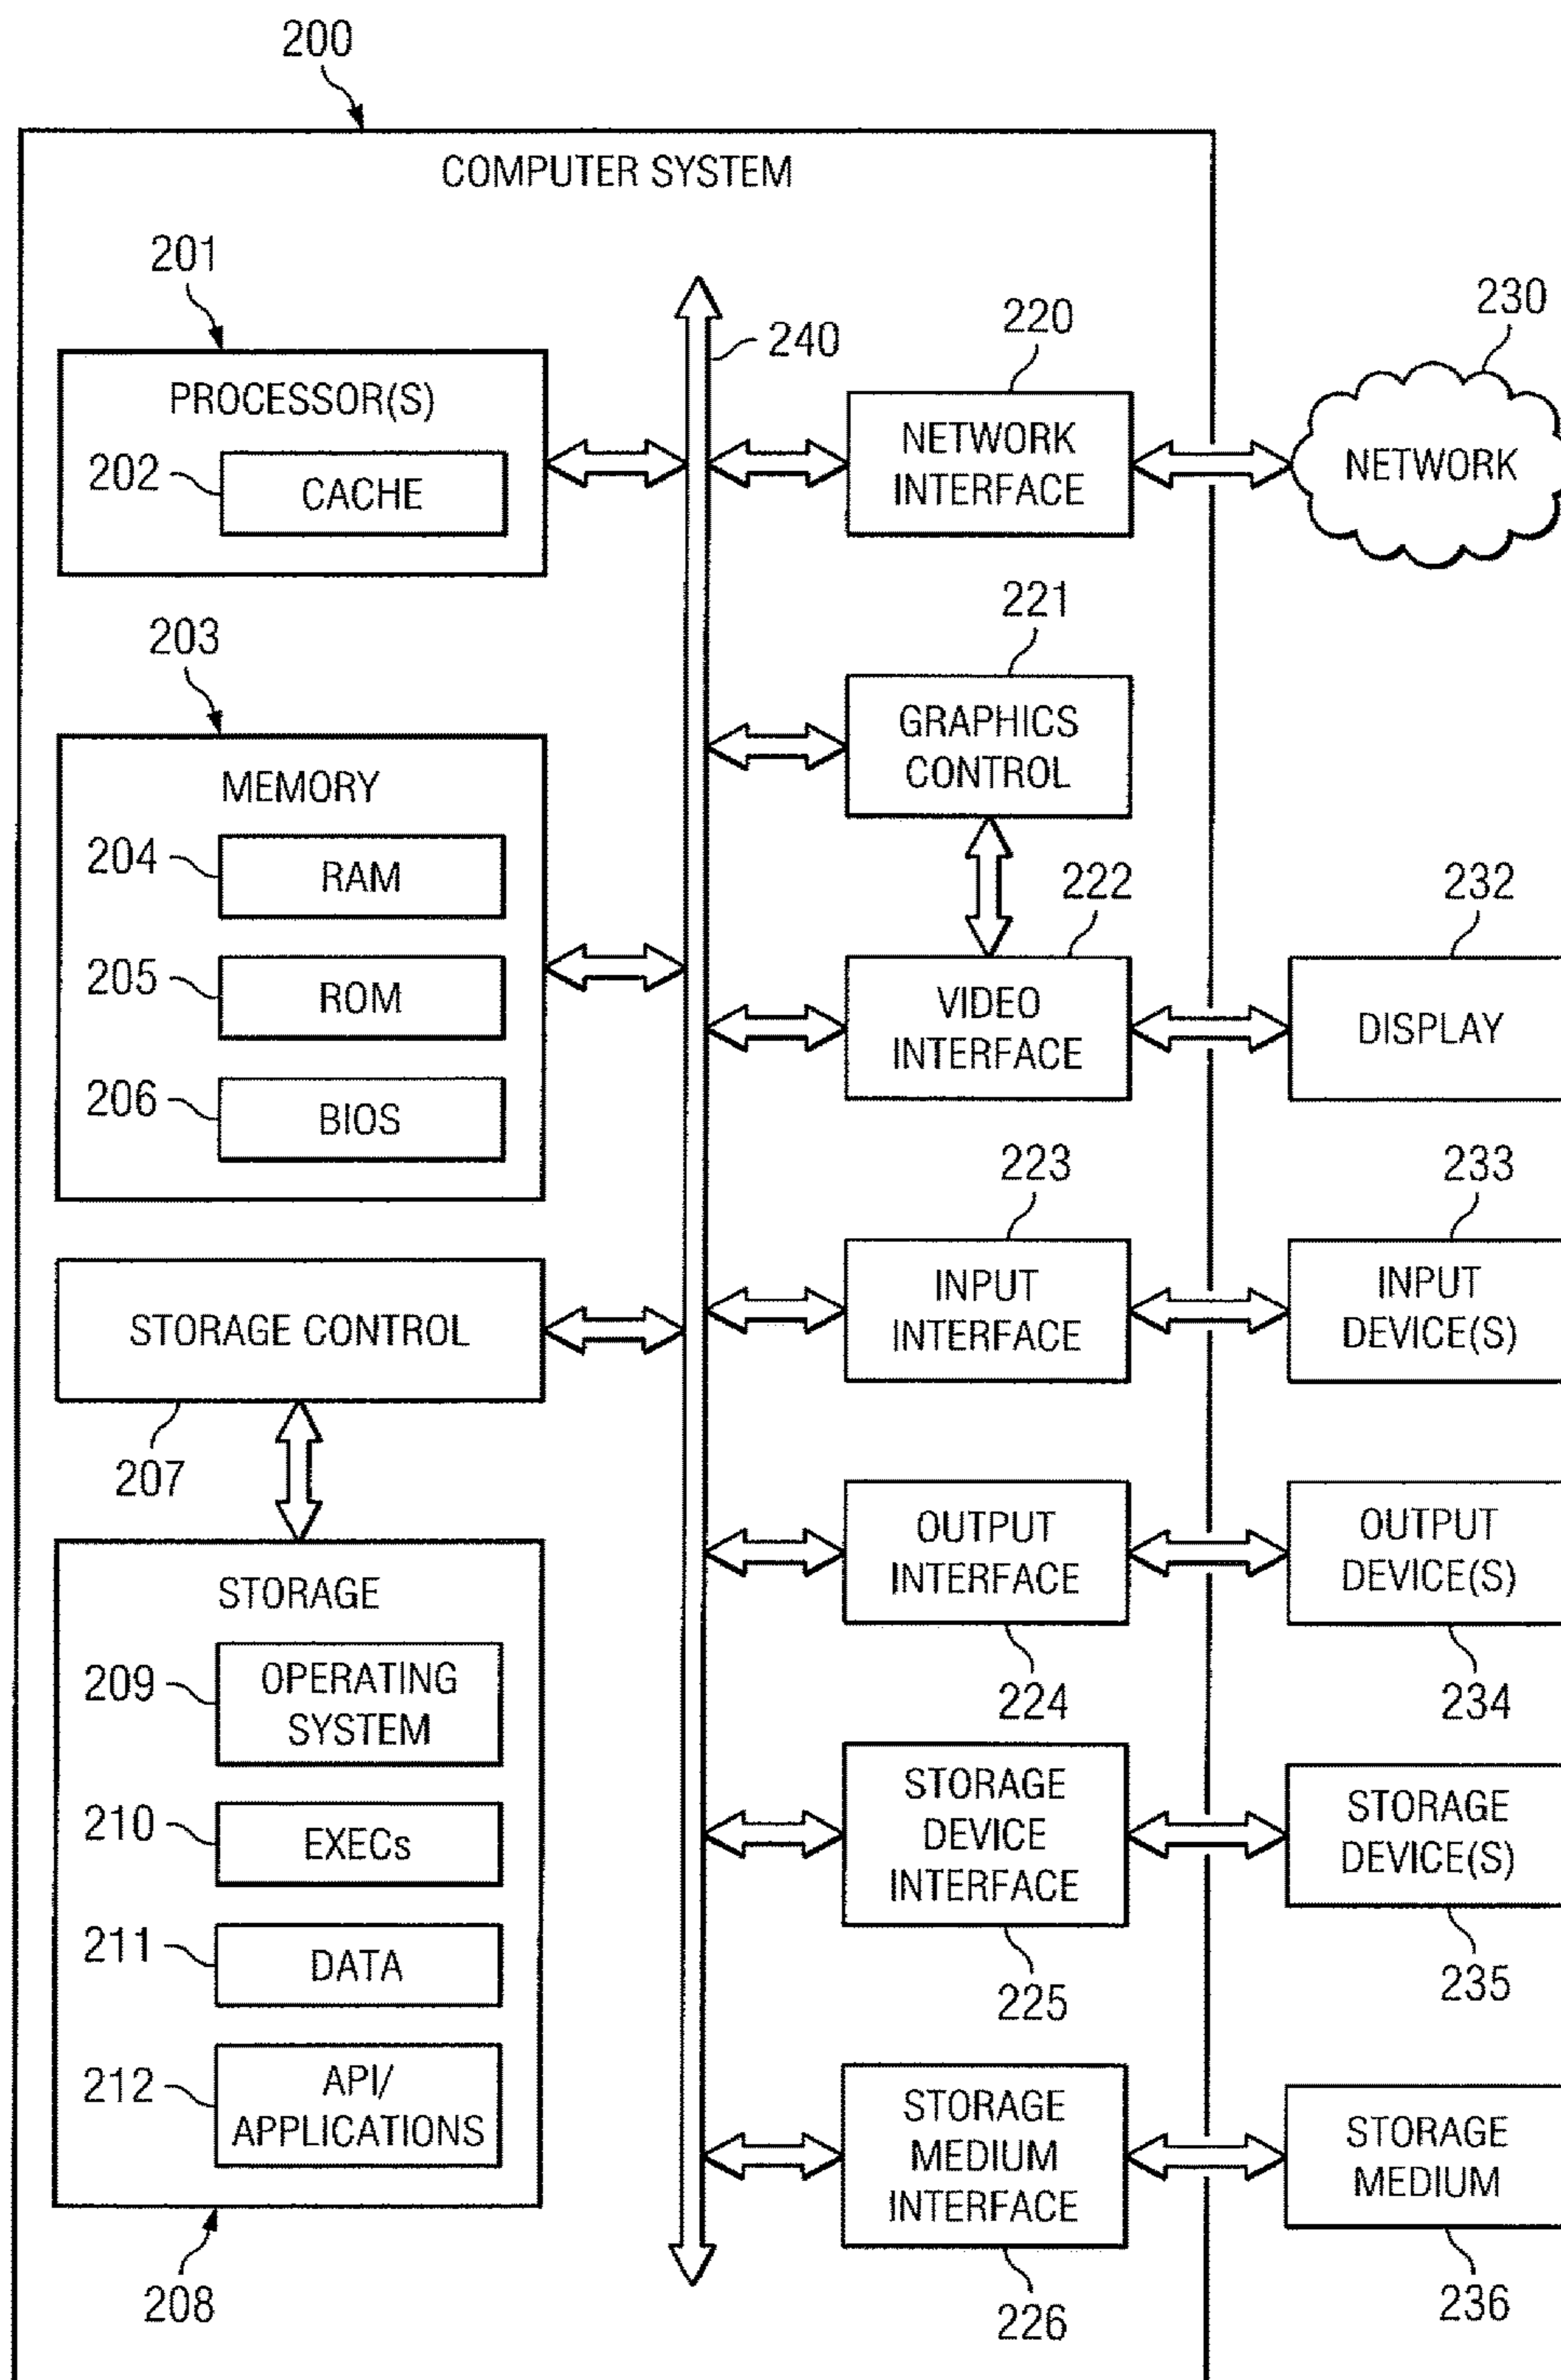 200
COMPUTER SYSTEM
201
PROCESSOR(S)
202
CACHE
203
MEMORY
204
RAM
205
ROM
206
BIOS
STORAGE CONTROL
207
STORAGE
209
OPERATING
SYSTEM
210
EXECs
211
DATA
212
API/
APPLICATIONS
208
240
220
NETWORK
INTERFACE
230
NETWORK
221
GRAPHICS
CONTROL
222
VIDEO
INTERFACE
232
DISPLAY
223
INPUT
INTERFACE
233
INPUT
DEVICE(S)
OUTPUT
INTERFACE
224
OUTPUT
DEVICE(S)
234
STORAGE
DEVICE
INTERFACE
225
STORAGE
DEVICE(S)
235
STORAGE
MEDIUM
INTERFACE
226
STORAGE
MEDIUM
236